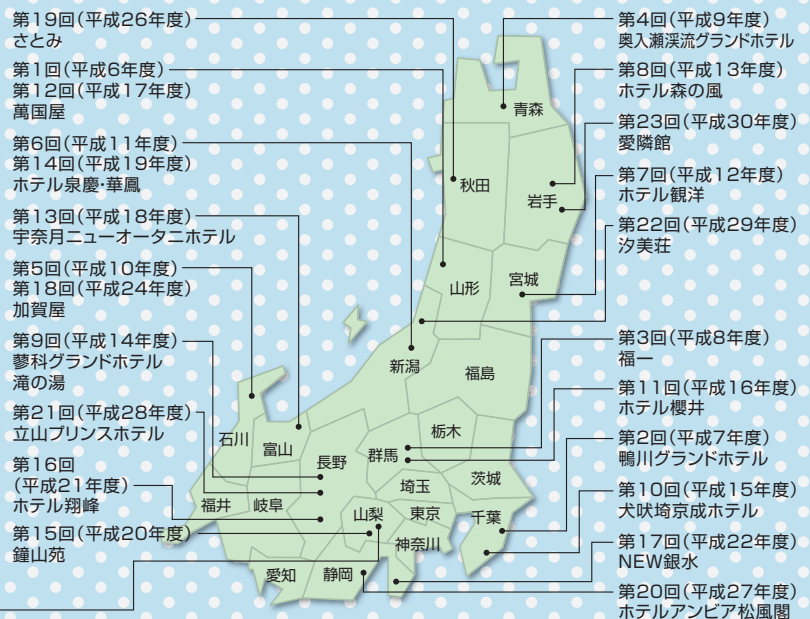 第19回(平成26年度)
さとみ
第1回(平成6年度)
第12回(平成17年度)
萬国屋
第6回(平成11年度)
第14回(平成19年度)
ホテル泉慶・華鳳
第13回(平成18年度)
宇奈月ニューオータニホテル
第5回(平成10年度)
第18回(平成24年度)
加賀屋
第9回(平成14年度)
蓼科グランドホテル
滝の湯
第21回(平成28年度)
立山プリンスホテル
第16回
(平成21年度)
ホテル翔峰
第15回(平成20年度)
鐘山苑
青森
秋田
岩手
山形
宮城
新潟
福島
石川
富山
長野
群馬
栃木
福井
岐阜
埼玉
茨城
山梨
東京
千葉
神奈川
愛知
静岡
第4回(平成9年度)
奥入瀬渓流グランドホテル
第8回(平成13年度)
ホテル森の風
第23回(平成30年度)
愛隣館
第7回(平成12年度)
ホテル観洋
第22回(平成29年度)
汐美荘
第3回(平成8年度)
福一
第11回(平成16年度)
ホテル櫻井
第2回(平成7年度)
鴨川グランドホテル
第10回(平成15年度)
犬吠埼京成ホテル
第17回(平成22年度)
NEW銀水
第20回(平成27年度)
ホテルアンビア松風閣